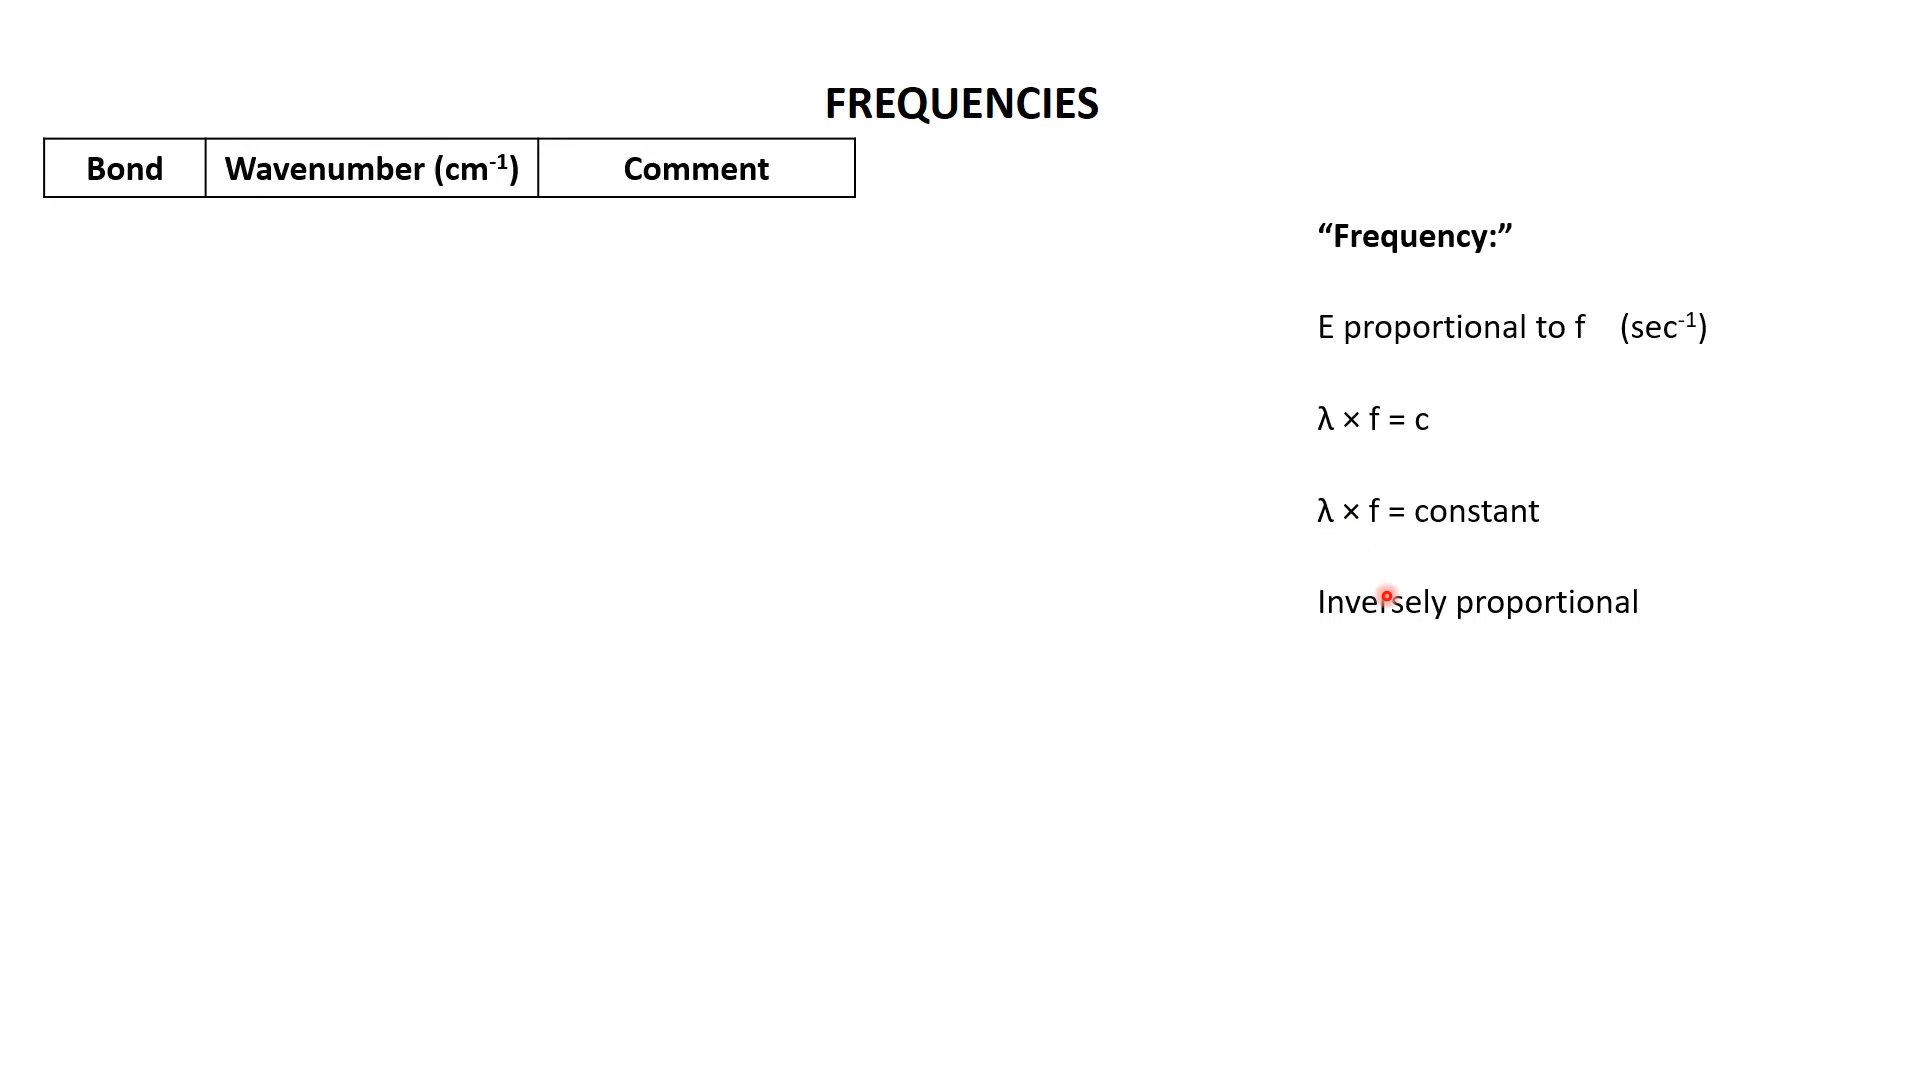 FREQUENCIES
Bond Wavenumber (cm⁻¹) Comment
“Frequency:”
E proportional to f (sec⁻¹)
λ × f = c
λ × f = constant
Inversely proportional